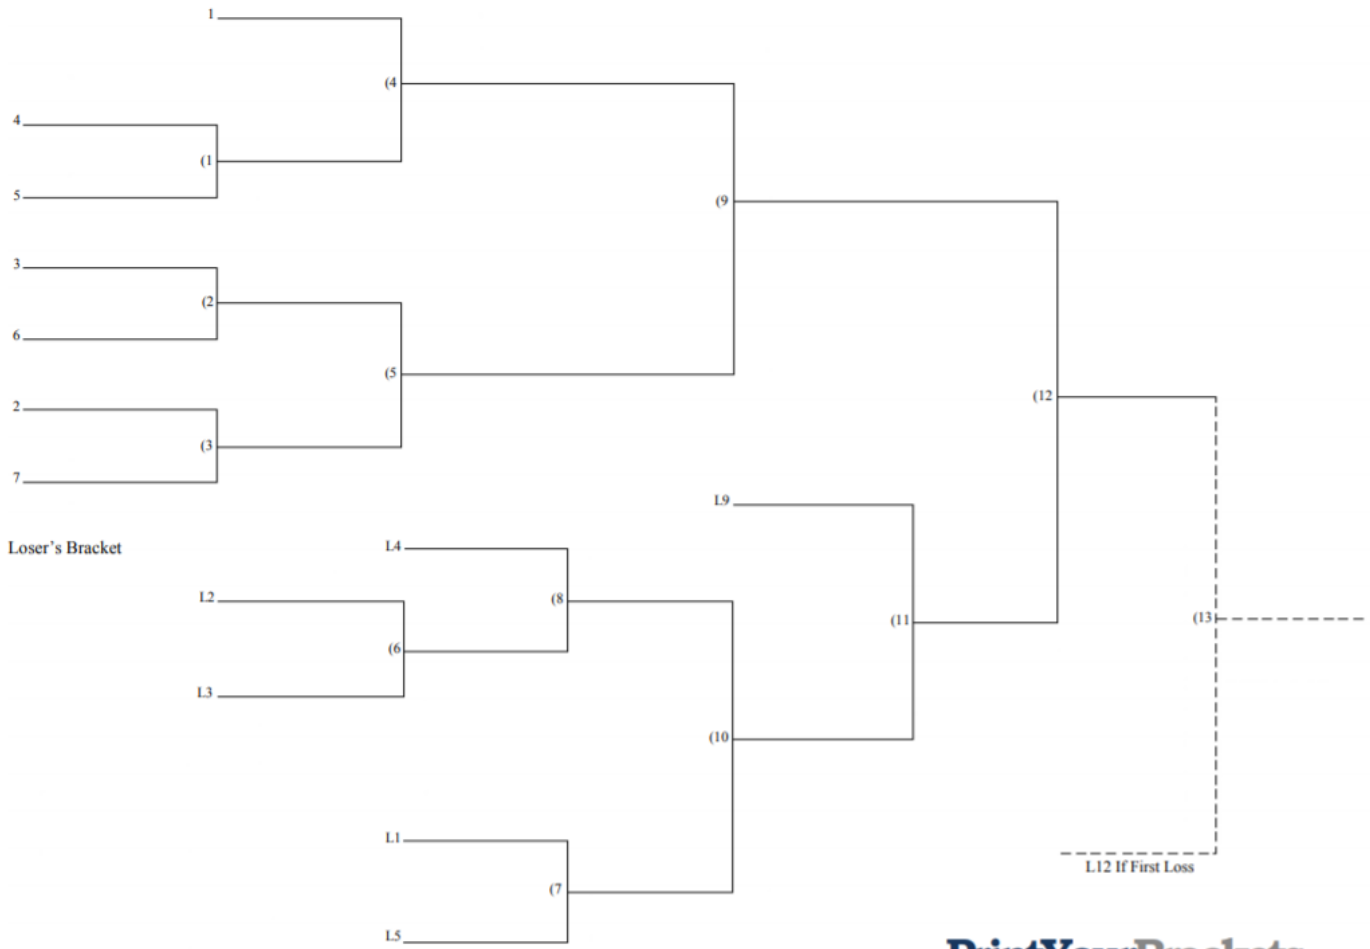 1
(4
4
(1
5
(9
3
(2
6
(5
2
(12
(3
7
L9
Loser's Bracket
L4
L2
(8
(11
(13
(6
L3
(10
L1
L12 If First Loss
(7
L5
PrintYourBrackets